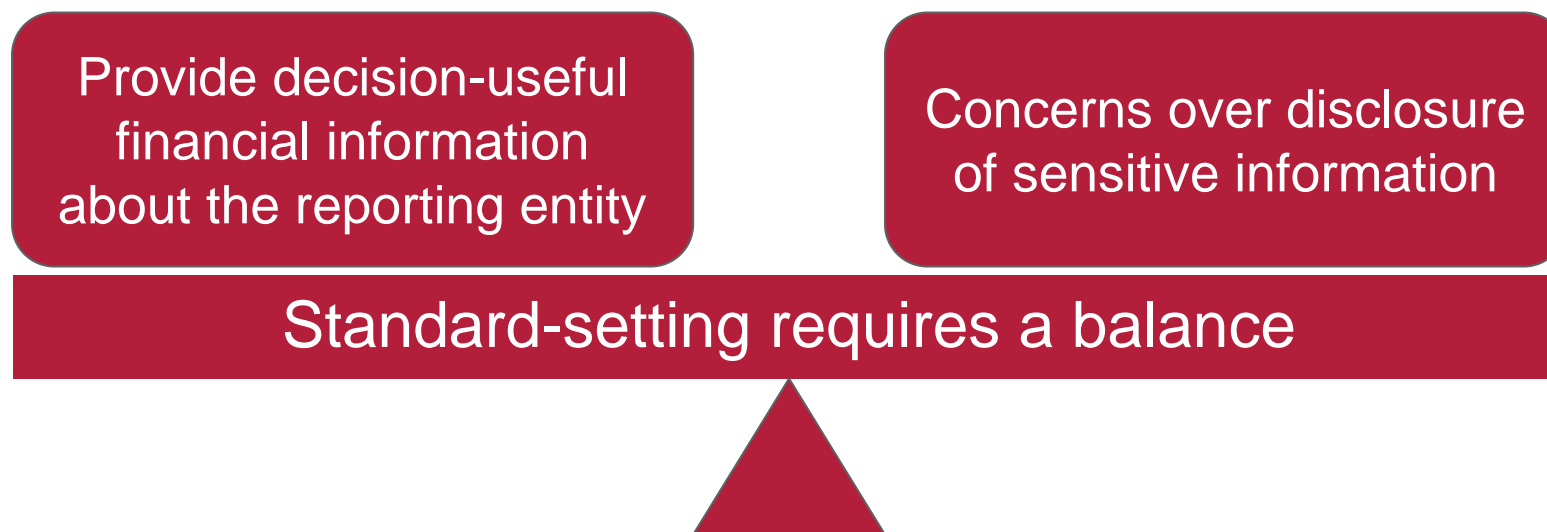 Provide decision-useful
financial information
about the reporting entity
Concerns over disclosure
of sensitive information
Standard-setting requires a balance